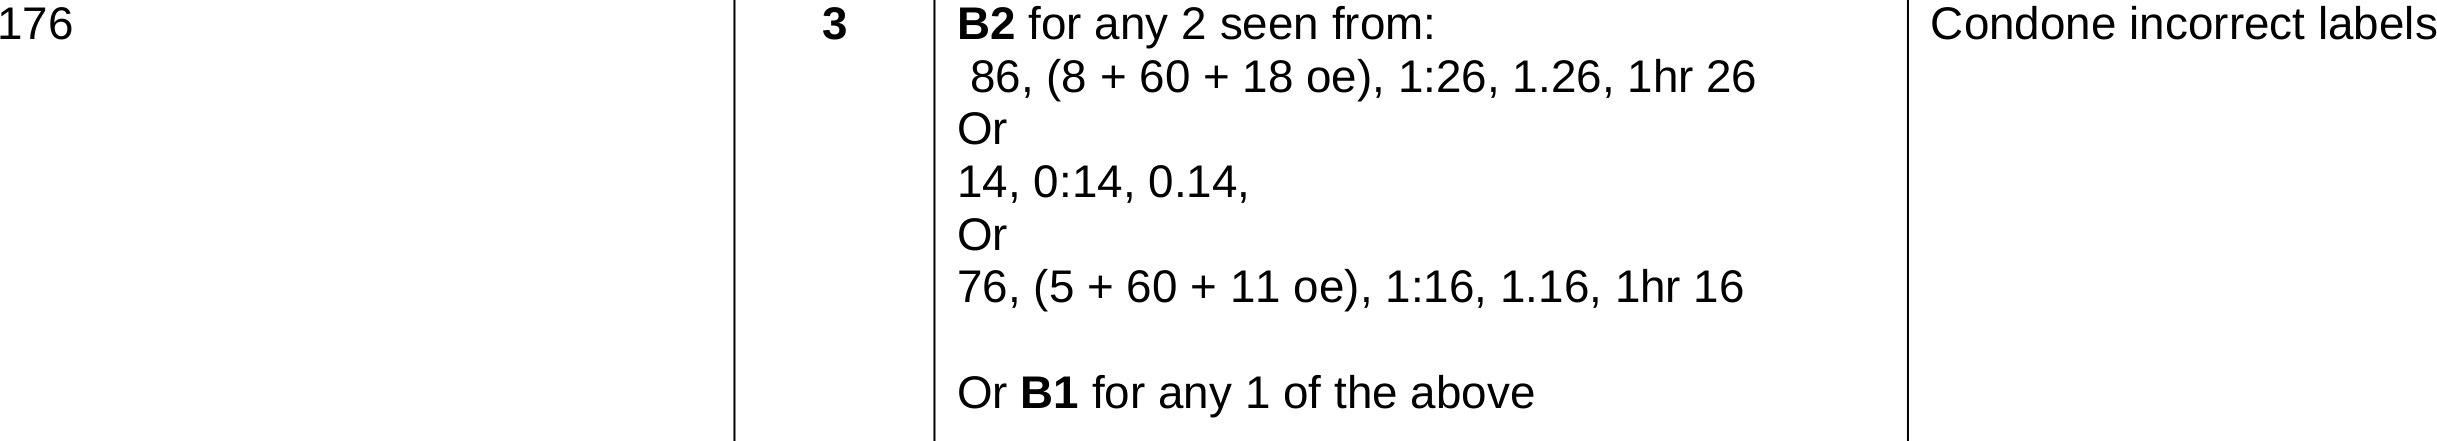 176
3
B2 for any 2 seen from:
86, (8 + 60 + 18 oe), 1:26, 1.26, 1hr 26
Or
14, 0:14, 0.14,
Or
76, (5 + 60 + 11 oe), 1:16, 1.16, 1hr 16
Or B1 for any 1 of the above
Condone incorrect labels